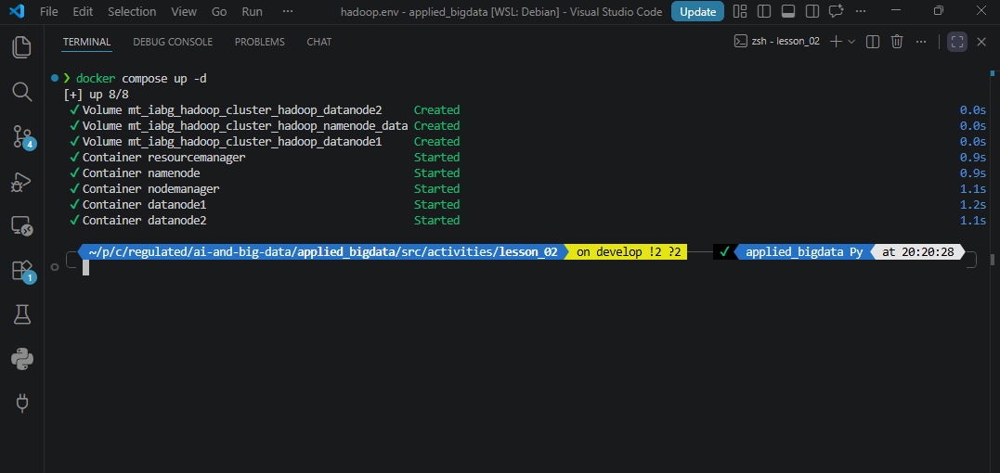 File Edit Selection View Go Run ··· hadoop.env - applied_bigdata [WSL: Debian] - Visual Studio Code Update
TERMINAL DEBUG CONSOLE PROBLEMS CHAT zsh - lesson_02
❯ docker compose up -d
[+] up 8/8
✔ Volume mt_iabg_hadoop_cluster_hadoop_datanode2 Created 0.0s
✔ Volume mt_iabg_hadoop_cluster_hadoop_namenode_data Created 0.0s
✔ Volume mt_iabg_hadoop_cluster_hadoop_datanode1 Created 0.0s
✔ Container resourcemanager Started 0.9s
✔ Container namenode Started 0.9s
✔ Container nodemanager Started 1.1s
✔ Container datanode1 Started 1.2s
✔ Container datanode2 Started 1.1s
~/p/c/regulated/ai-and-big-data/applied_bigdata/src/activities/lesson_02 on develop !2 ?2 ✔ applied_bigdata Py at 20:20:28
4
1